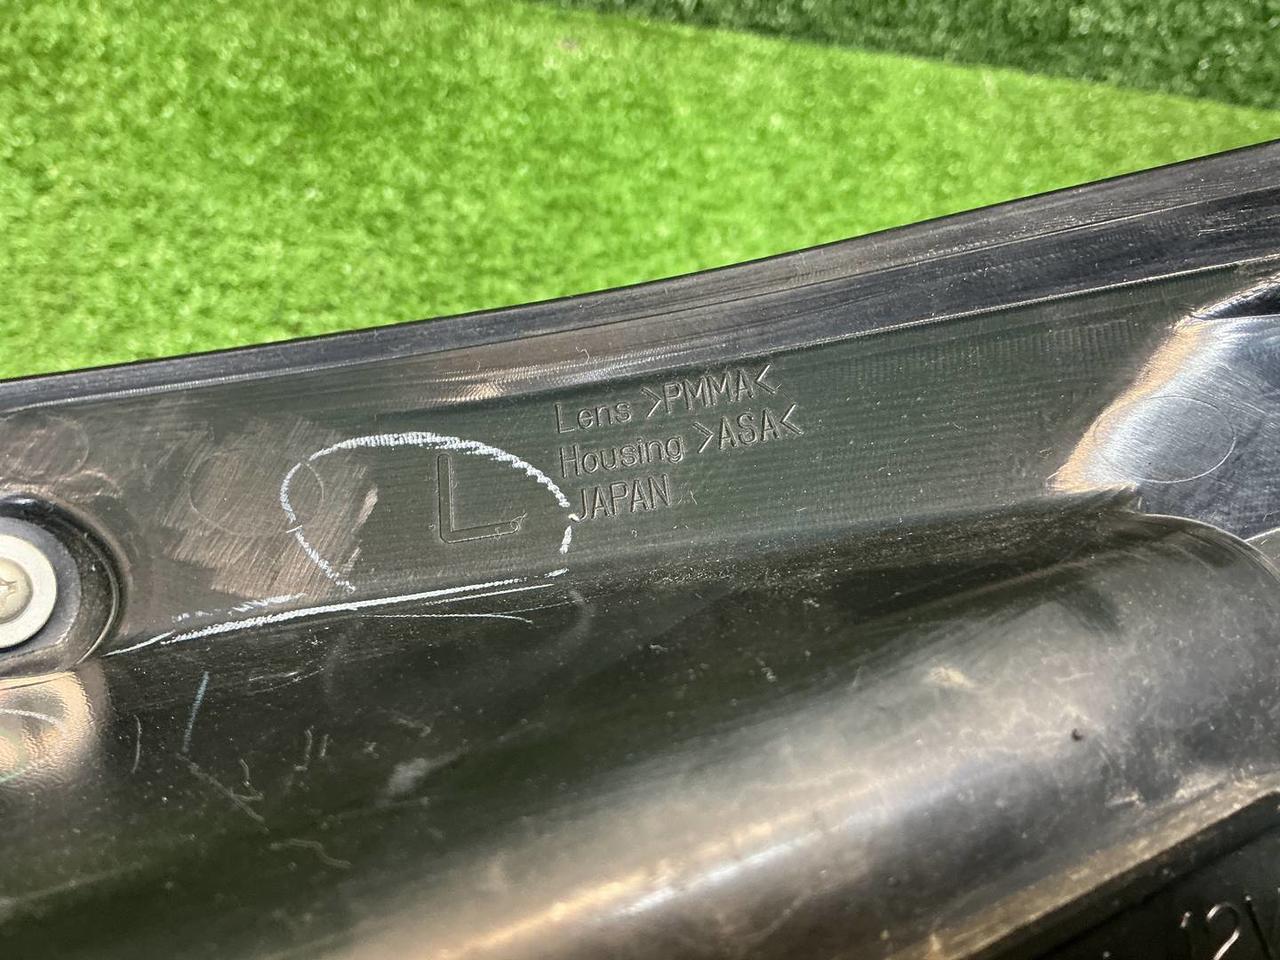 Lens >PMMA<
Housing >ASA<
L
JAPAN